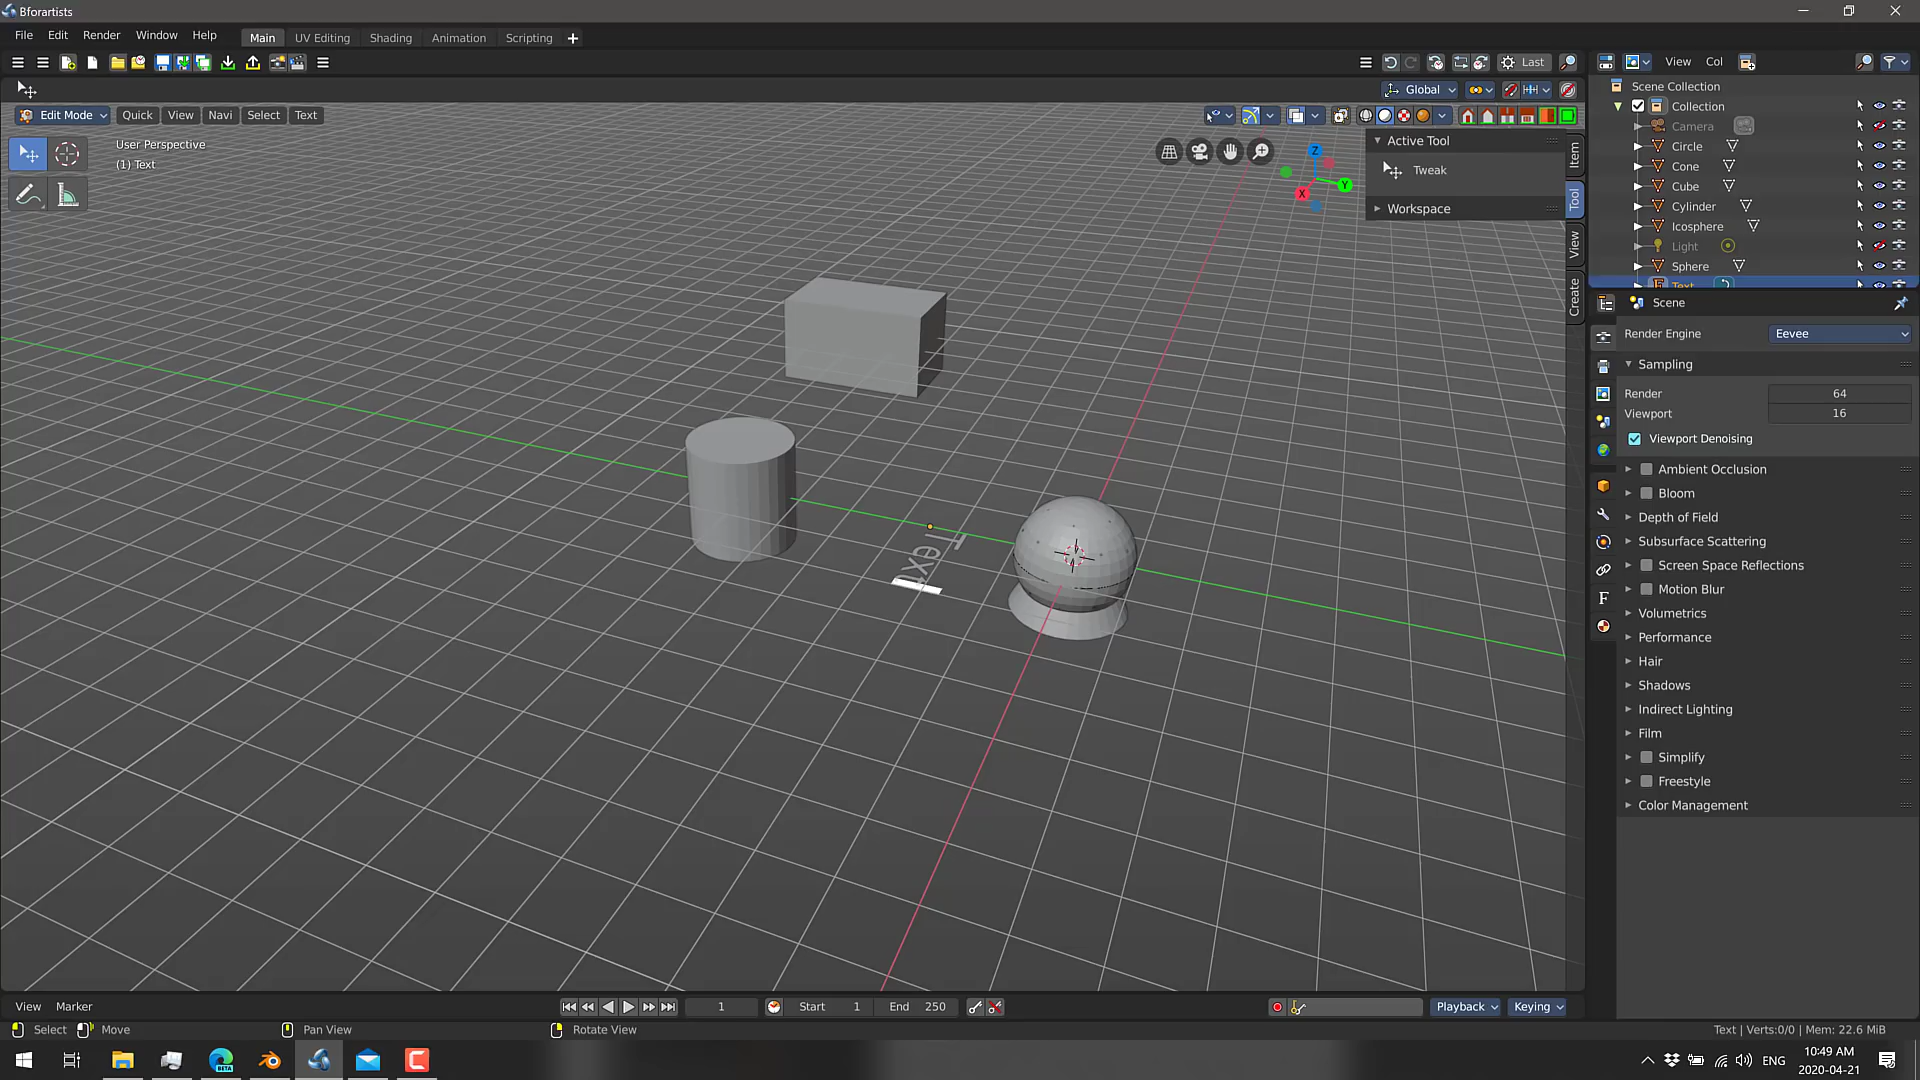 Bforartists
File Edit Render Window Help Main UV Editing Shading Animation Scripting
Last View Col
Global
Edit Mode Quick View Navi Select Text
User Perspective
(1) Text
Z
Y
X
Active Tool
Tweak
Workspace
Item
Tool
View
Create
Text
Scene Collection
Collection
Camera
Circle
Cone
Cube
Cylinder
Icosphere
Light
Sphere
Text
Scene
Render Engine Eevee
Sampling
Render 64
Viewport 16
Viewport Denoising
Ambient Occlusion
Bloom
Depth of Field
Subsurface Scattering
Screen Space Reflections
Motion Blur
Volumetrics
Performance
Hair
Shadows
Indirect Lighting
Film
Simplify
Freestyle
Color Management
View Marker 1 Start 1 End 250 Playback Keying
Select Move Pan View Rotate View Text | Verts:0/0 | Mem: 22.6 MiB
BETA
ENG
10:49 AM
2020-04-21